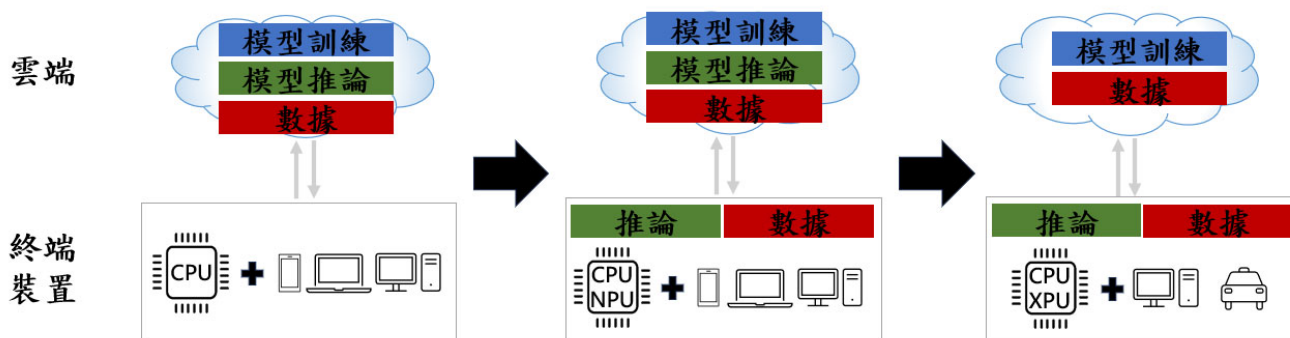 雲端
模型訓練
模型推論
數據
模型訓練
模型推論
數據
模型訓練
數據
終端
裝置
CPU
推論
數據
CPU
NPU
推論
數據
CPU
XPU